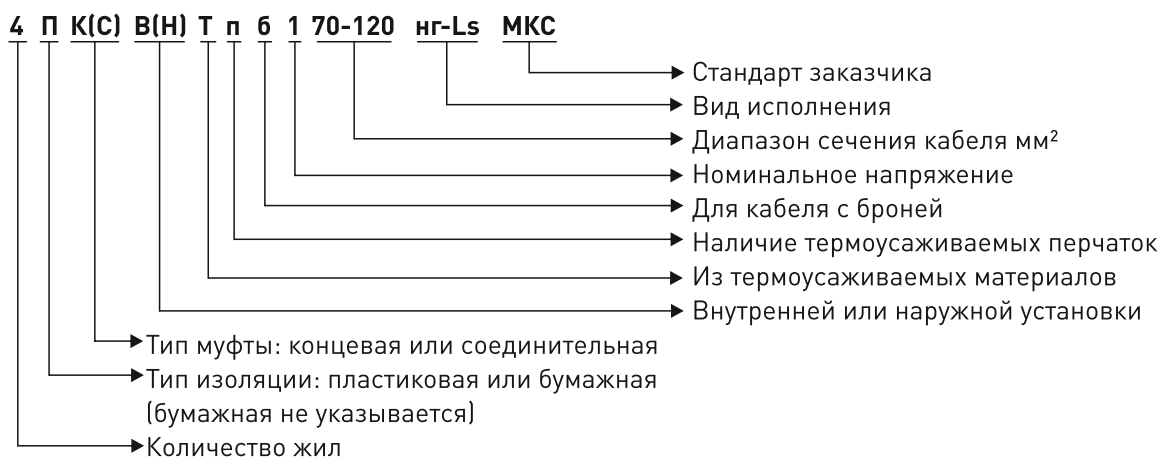 4 П К(С) В(Н) Т п б 1 70-120 нг-Ls МКС
Стандарт заказчика
Вид исполнения
Диапазон сечения кабеля мм²
Номинальное напряжение
Для кабеля с броней
Наличие термоусаживаемых перчаток
Из термоусаживаемых материалов
Внутренней или наружной установки
Тип муфты: концевая или соединительная
Тип изоляции: пластиковая или бумажная
(бумажная не указывается)
Количество жил